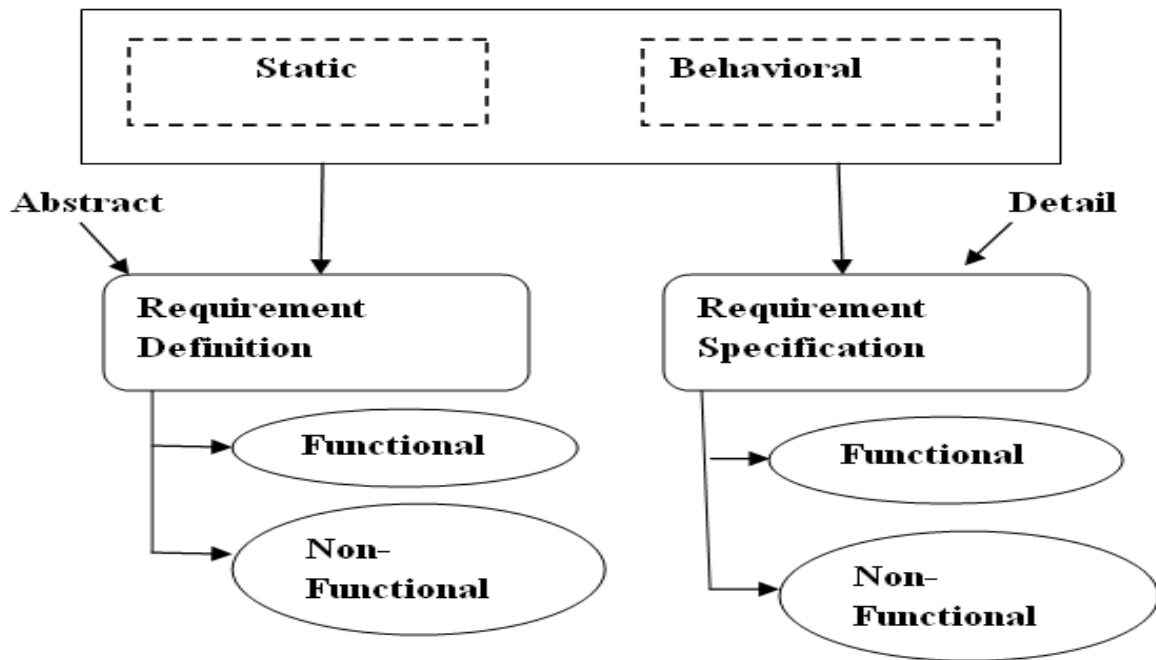 Static
Behavioral
Abstract
Detail
Requirement
Definition
Requirement
Specification
Functional
Functional
Non-
Functional
Non-
Functional